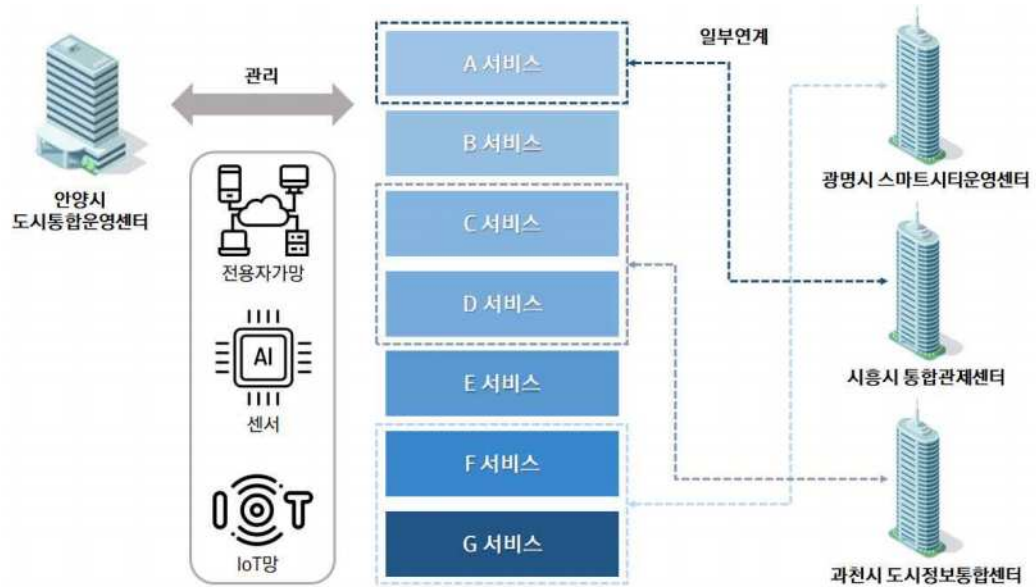 관리
안양시
도시통합운영센터
전용자가망
AI
센서
IoT
IoT망
A 서비스
B 서비스
C 서비스
D 서비스
E 서비스
F 서비스
G 서비스
일부연계
광명시 스마트시티운영센터
시흥시 통합관제센터
과천시 도시정보통합센터